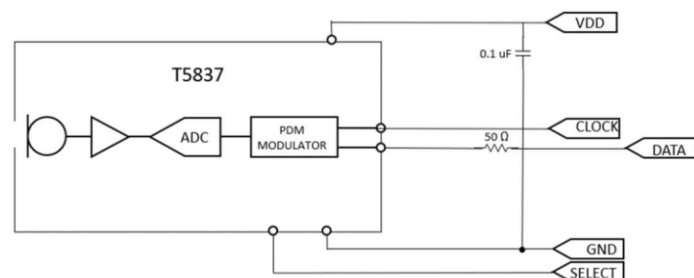 VDD
0.1 uF
T5837
CLOCK
ADC
PDM
MODULATOR
50 Ω
DATA
GND
SELECT